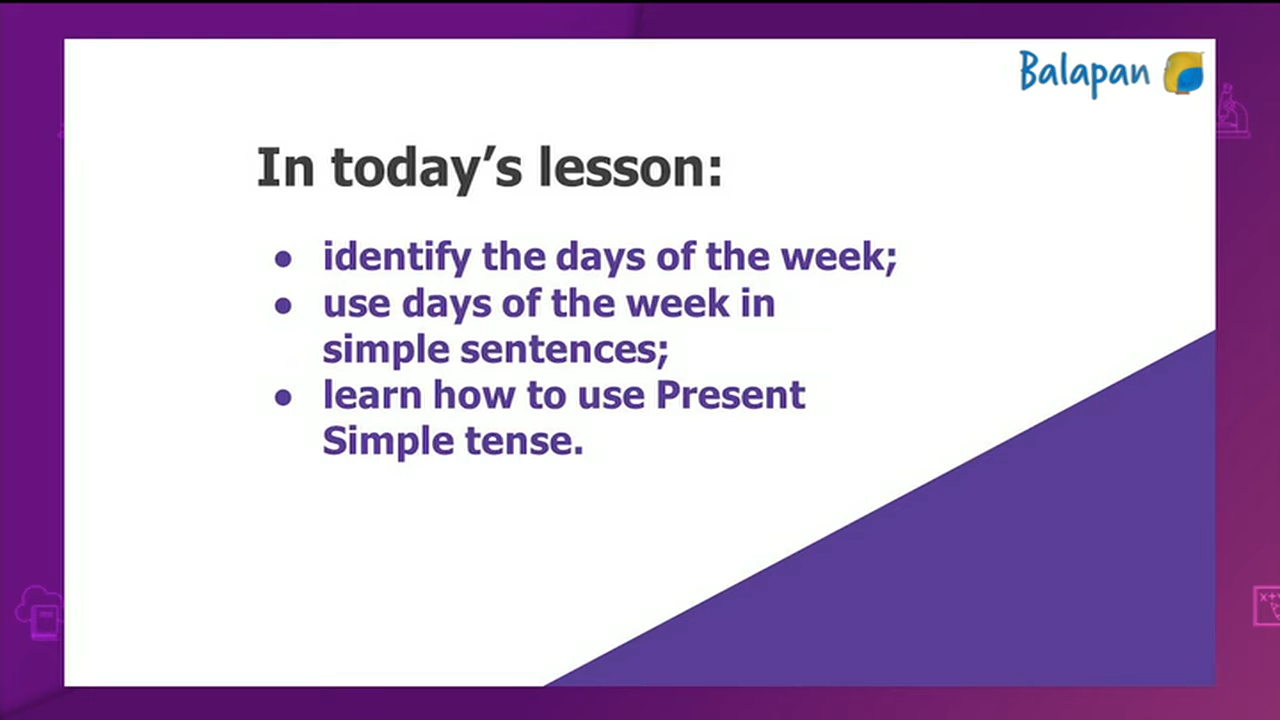 Balapan
In today's lesson:
● identify the days of the week;
● use days of the week in
simple sentences;
● learn how to use Present
Simple tense.